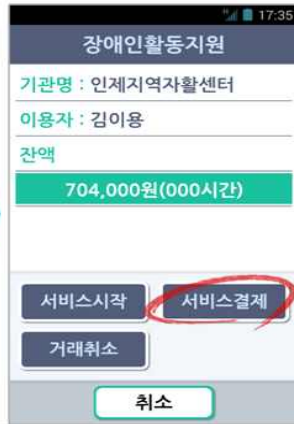 17:35
장애인활동지원
기관명 : 인제지역자활센터
이용자 : 김이용
잔액
704,000원(000시간)
서비스시작 서비스결제
거래취소
취소